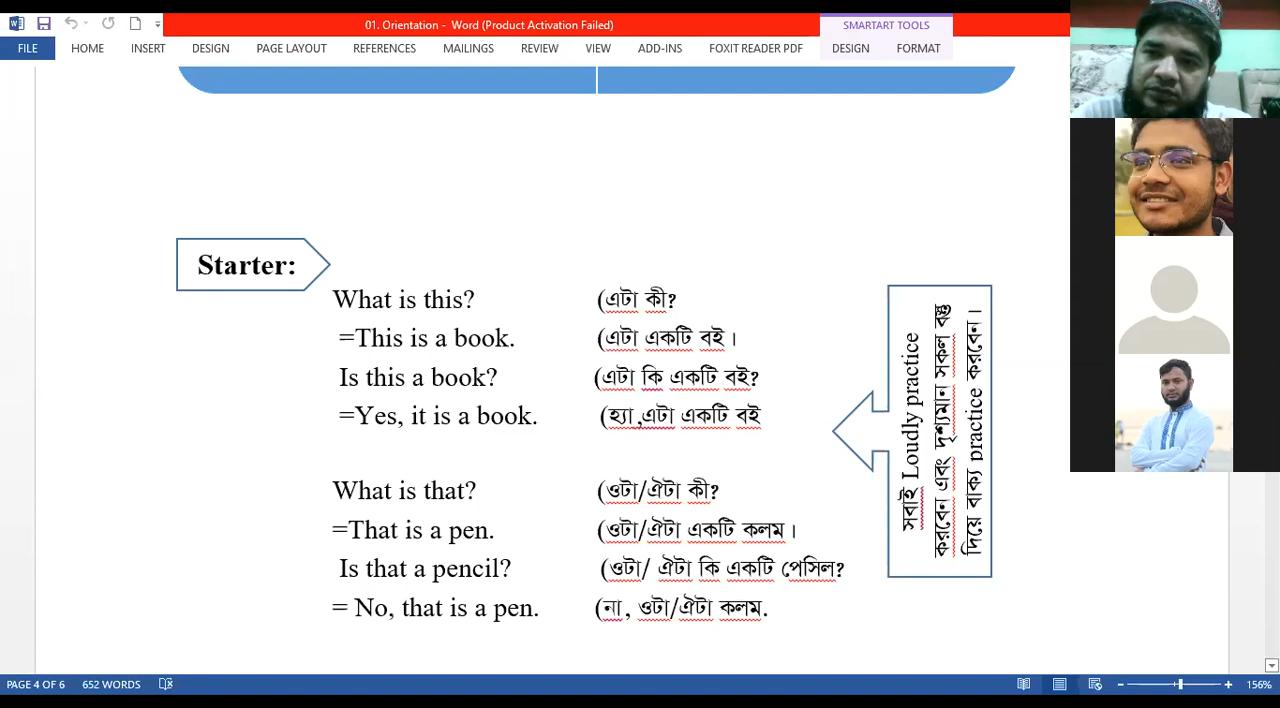 01. Orientation - Word (Product Activation Failed)
SMARTART TOOLS
FILE HOME INSERT DESIGN PAGE LAYOUT REFERENCES MAILINGS REVIEW VIEW ADD-INS FOXIT READER PDF DESIGN FORMAT
Starter:
What is this? (এটা কী?
=This is a book. (এটা একটি বই।
Is this a book? (এটা কি একটি বই?
=Yes, it is a book. (হ্যা,এটা একটি বই
What is that? (ওটা/ঐটা কী?
=That is a pen. (ওটা/ঐটা একটি কলম।
Is that a pencil? (ওটা/ ঐটা কি একটি পেসিল?
= No, that is a pen. (না, ওটা/ঐটা কলম.
সবাই Loudly practice
করবেন এবং দৃশ্যমান সকল বস্তু
দিয়ে বাক্য practice করবেন।
PAGE 4 OF 6 652 WORDS 156%